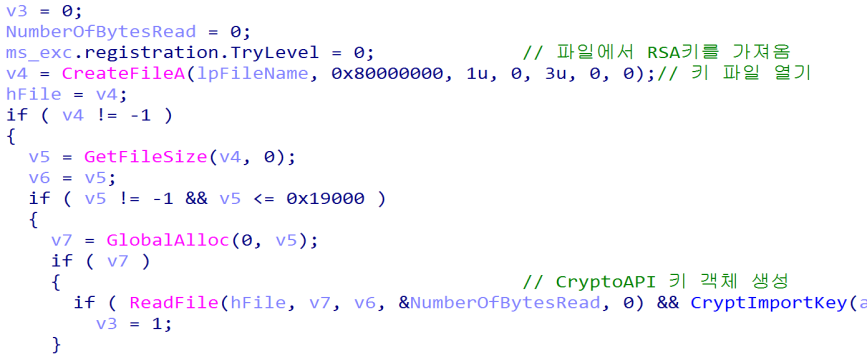 v3 = 0;
NumberOfBytesRead = 0;
ms_exc.registration.TryLevel = 0; // 파일에서 RSA키를 가져옴
v4 = CreateFileA(lpFileName, 0x80000000, 1u, 0, 3u, 0, 0);// 키 파일 열기
hFile = v4;
if ( v4 != -1 )
{
v5 = GetFileSize(v4, 0);
v6 = v5;
if ( v5 != -1 && v5 <= 0x19000 )
{
v7 = GlobalAlloc(0, v5);
if ( v7 )
{ // CryptoAPI 키 객체 생성
if ( ReadFile(hFile, v7, v6, &NumberOfBytesRead, 0) && CryptImportKey(a
v3 = 1;
}